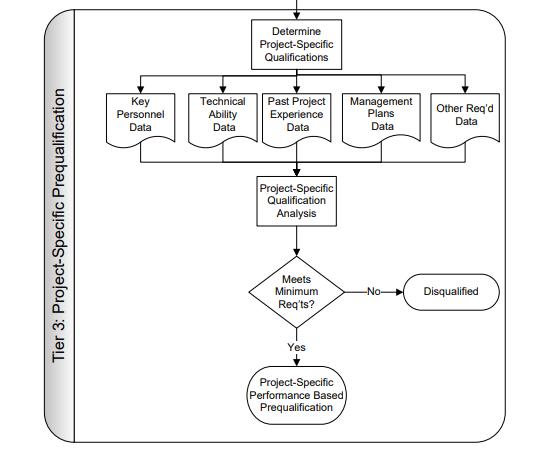 Tier 3: Project-Specific Prequalification
Determine
Project-Specific
Qualifications
Key
Personnel
Data
Technical
Ability
Data
Past Project
Experience
Data
Management
Plans
Data
Other Req'd
Data
Project-Specific
Qualification
Analysis
Meets
Minimum
Req'ts?
No
Disqualified
Yes
Project-Specific
Performance Based
Prequalification